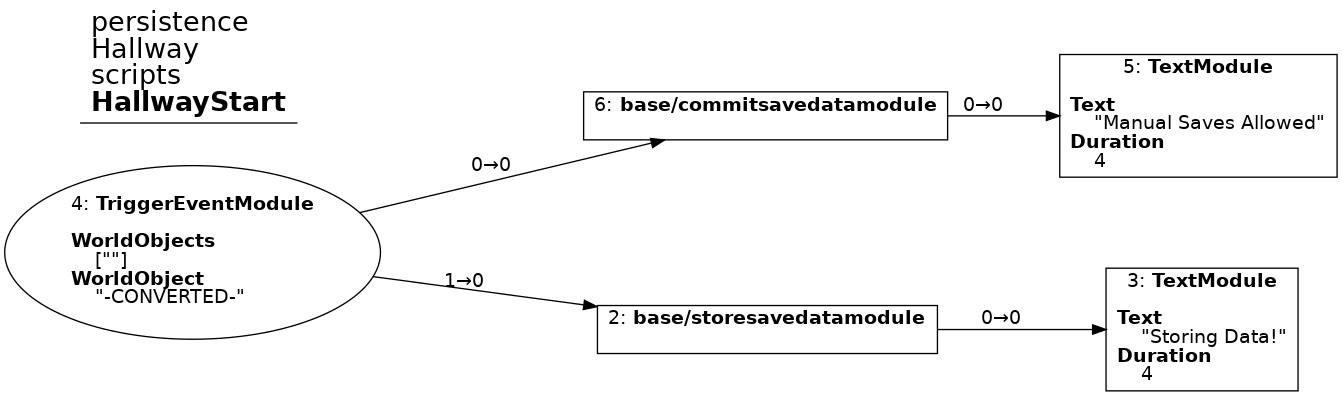 persistence
Hallway
scripts
HallwayStart
4: TriggerEventModule
WorldObjects
[""]
WorldObject
"-CONVERTED-"
0→0
6: base/commitsavedatamodule
0→0
5: TextModule
Text
"Manual Saves Allowed"
Duration
4
1→0
2: base/storesavedatamodule
0→0
3: TextModule
Text
"Storing Data!"
Duration
4